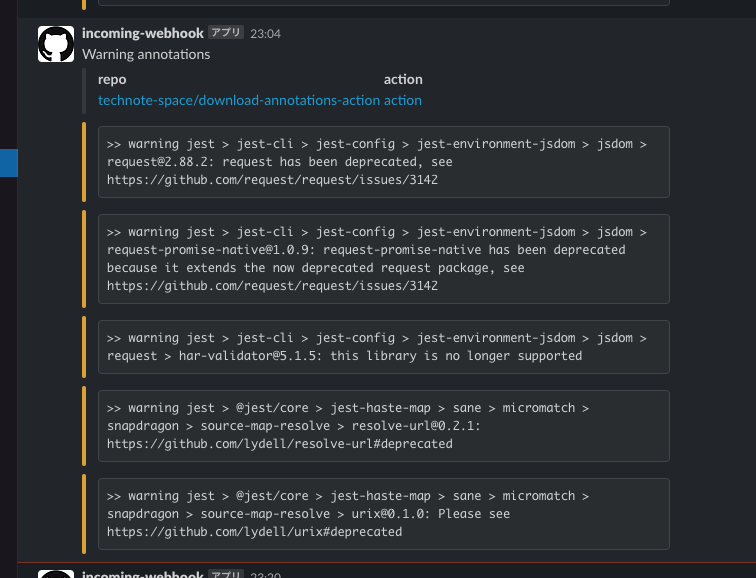 incoming-webhook アプリ 23:04
Warning annotations
repo action
technote-space/download-annotations-action action
>> warning jest > jest-cli > jest-config > jest-environment-jsdom > jsdom >
request@2.88.2: request has been deprecated, see
https://github.com/request/request/issues/3142
>> warning jest > jest-cli > jest-config > jest-environment-jsdom > jsdom >
request-promise-native@1.0.9: request-promise-native has been deprecated
because it extends the now deprecated request package, see
https://github.com/request/request/issues/3142
>> warning jest > jest-cli > jest-config > jest-environment-jsdom > jsdom >
request > har-validator@5.1.5: this library is no longer supported
>> warning jest > @jest/core > jest-haste-map > sane > micromatch >
snapdragon > source-map-resolve > resolve-url@0.2.1:
https://github.com/lydell/resolve-url#deprecated
>> warning jest > @jest/core > jest-haste-map > sane > micromatch >
snapdragon > source-map-resolve > urix@0.1.0: Please see
https://github.com/lydell/urix#deprecated
incoming-webhook アプリ 23:20